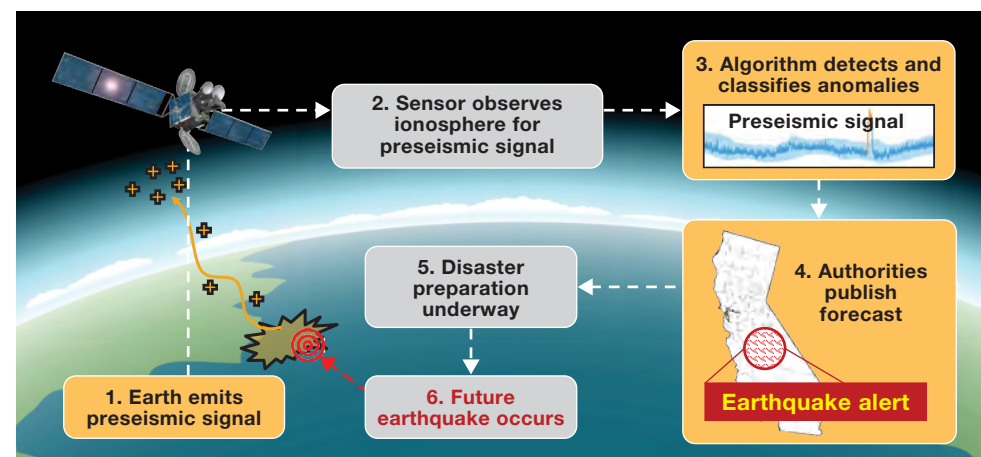 1. Earth emits
preseismic signal
2. Sensor observes
ionosphere for
preseismic signal
3. Algorithm detects and
classifies anomalies
Preseismic signal
4. Authorities
publish
forecast
Earthquake alert
5. Disaster
preparation
underway
6. Future
earthquake occurs